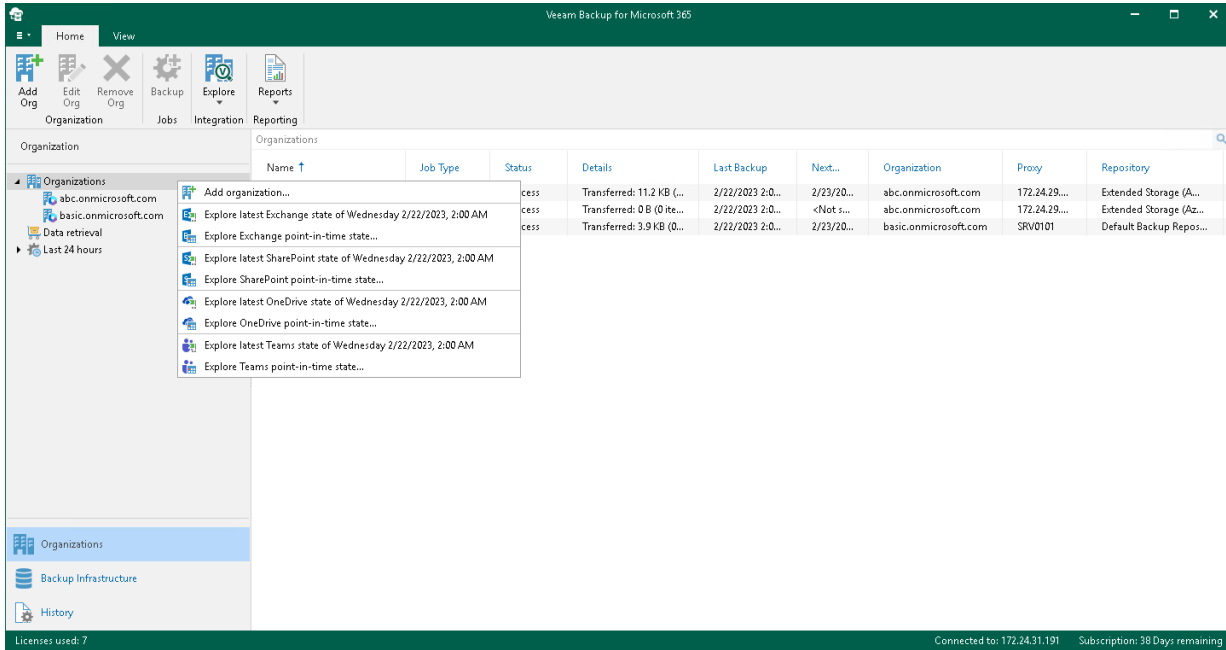 Veeam Backup for Microsoft 365
Home View
Add Org Edit Org Remove Org Backup Explore Reports
Organization Jobs Integration Reporting
Organization
Organizations
abc.onmicrosoft.com
basic.onmicrosoft.com
Data retrieval
Last 24 hours
Add organization...
Explore latest Exchange state of Wednesday 2/22/2023, 2:00 AM
Explore Exchange point-in-time state...
Explore latest SharePoint state of Wednesday 2/22/2023, 2:00 AM
Explore SharePoint point-in-time state...
Explore latest OneDrive state of Wednesday 2/22/2023, 2:00 AM
Explore OneDrive point-in-time state...
Explore latest Teams state of Wednesday 2/22/2023, 2:00 AM
Explore Teams point-in-time state...
Organizations
Name Job Type Status Details Last Backup Next... Organization Proxy Repository
cess Transferred: 11.2 KB (... 2/22/2023 2:0... 2/23/20... abc.onmicrosoft.com 172.24.29.... Extended Storage (A...
cess Transferred: 0 B (0 ite... 2/22/2023 2:0... <Not s... abc.onmicrosoft.com 172.24.29.... Extended Storage (Az...
cess Transferred: 3.9 KB (0... 2/22/2023 2:0... 2/23/20... basic.onmicrosoft.com SRV0101 Default Backup Repos...
Organizations
Backup Infrastructure
History
Licenses used: 7 Connected to: 172.24.31.191 Subscription: 38 Days remaining